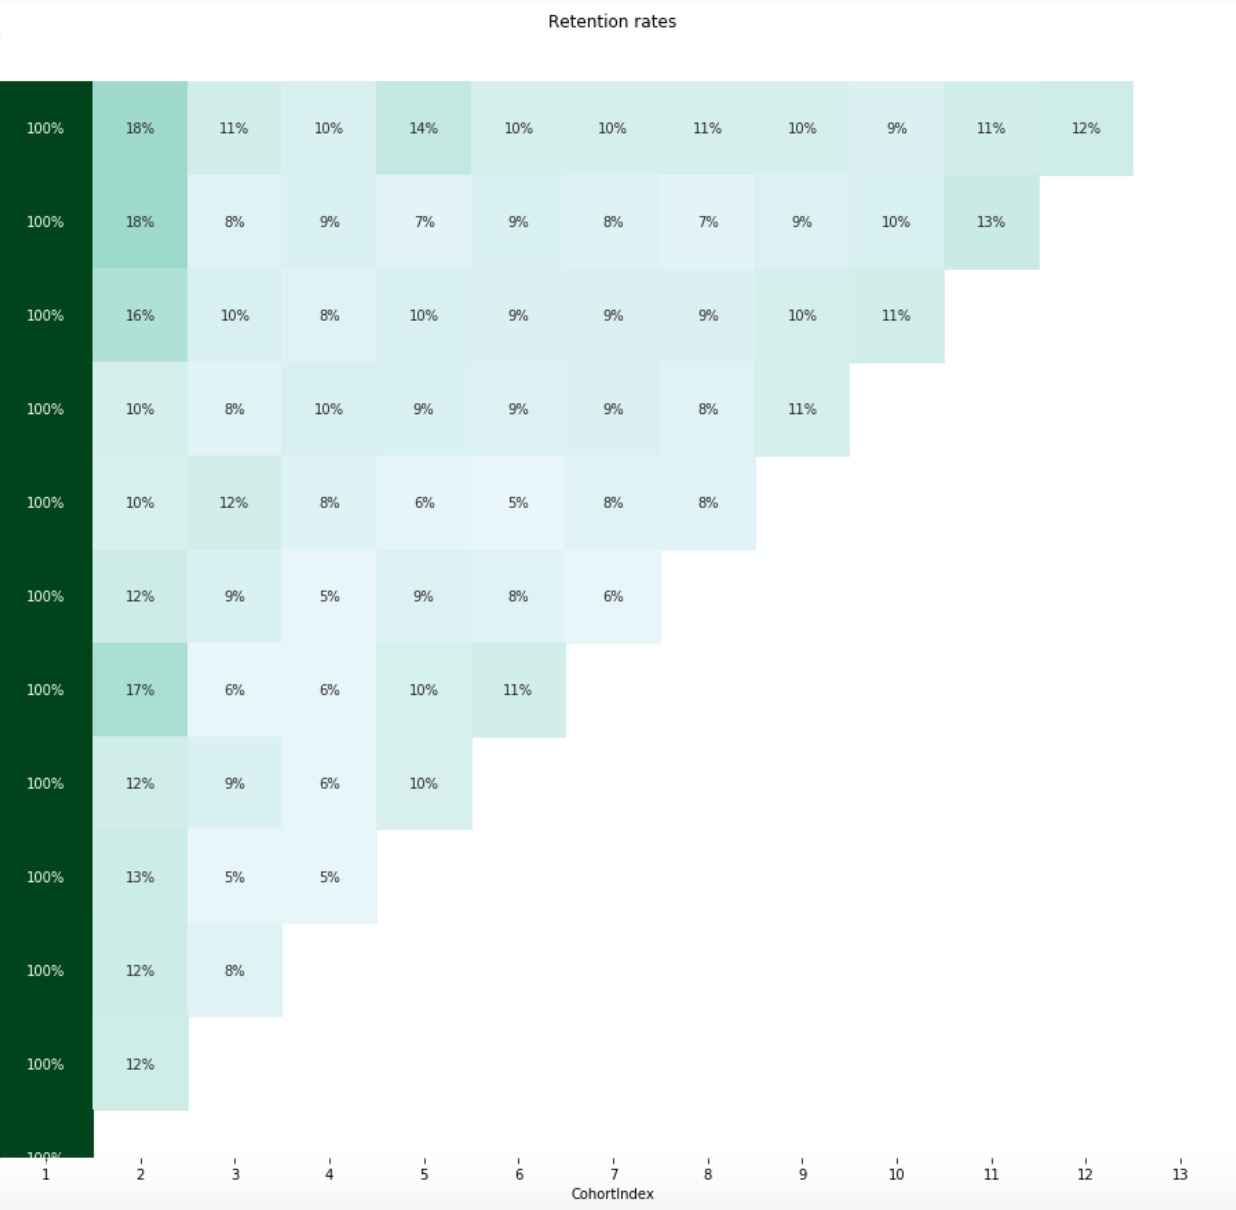 Retention rates
100% 18% 11% 10% 14% 10% 10% 11% 10% 9% 11% 12%
100% 18% 8% 9% 7% 9% 8% 7% 9% 10% 13%
100% 16% 10% 8% 10% 9% 9% 9% 10% 11%
100% 10% 8% 10% 9% 9% 9% 8% 11%
100% 10% 12% 8% 6% 5% 8% 8%
100% 12% 9% 5% 9% 8% 6%
100% 17% 6% 6% 10% 11%
100% 12% 9% 6% 10%
100% 13% 5% 5%
100% 12% 8%
100% 12%
100%
1 2 3 4 5 6 7 8 9 10 11 12 13
CohortIndex